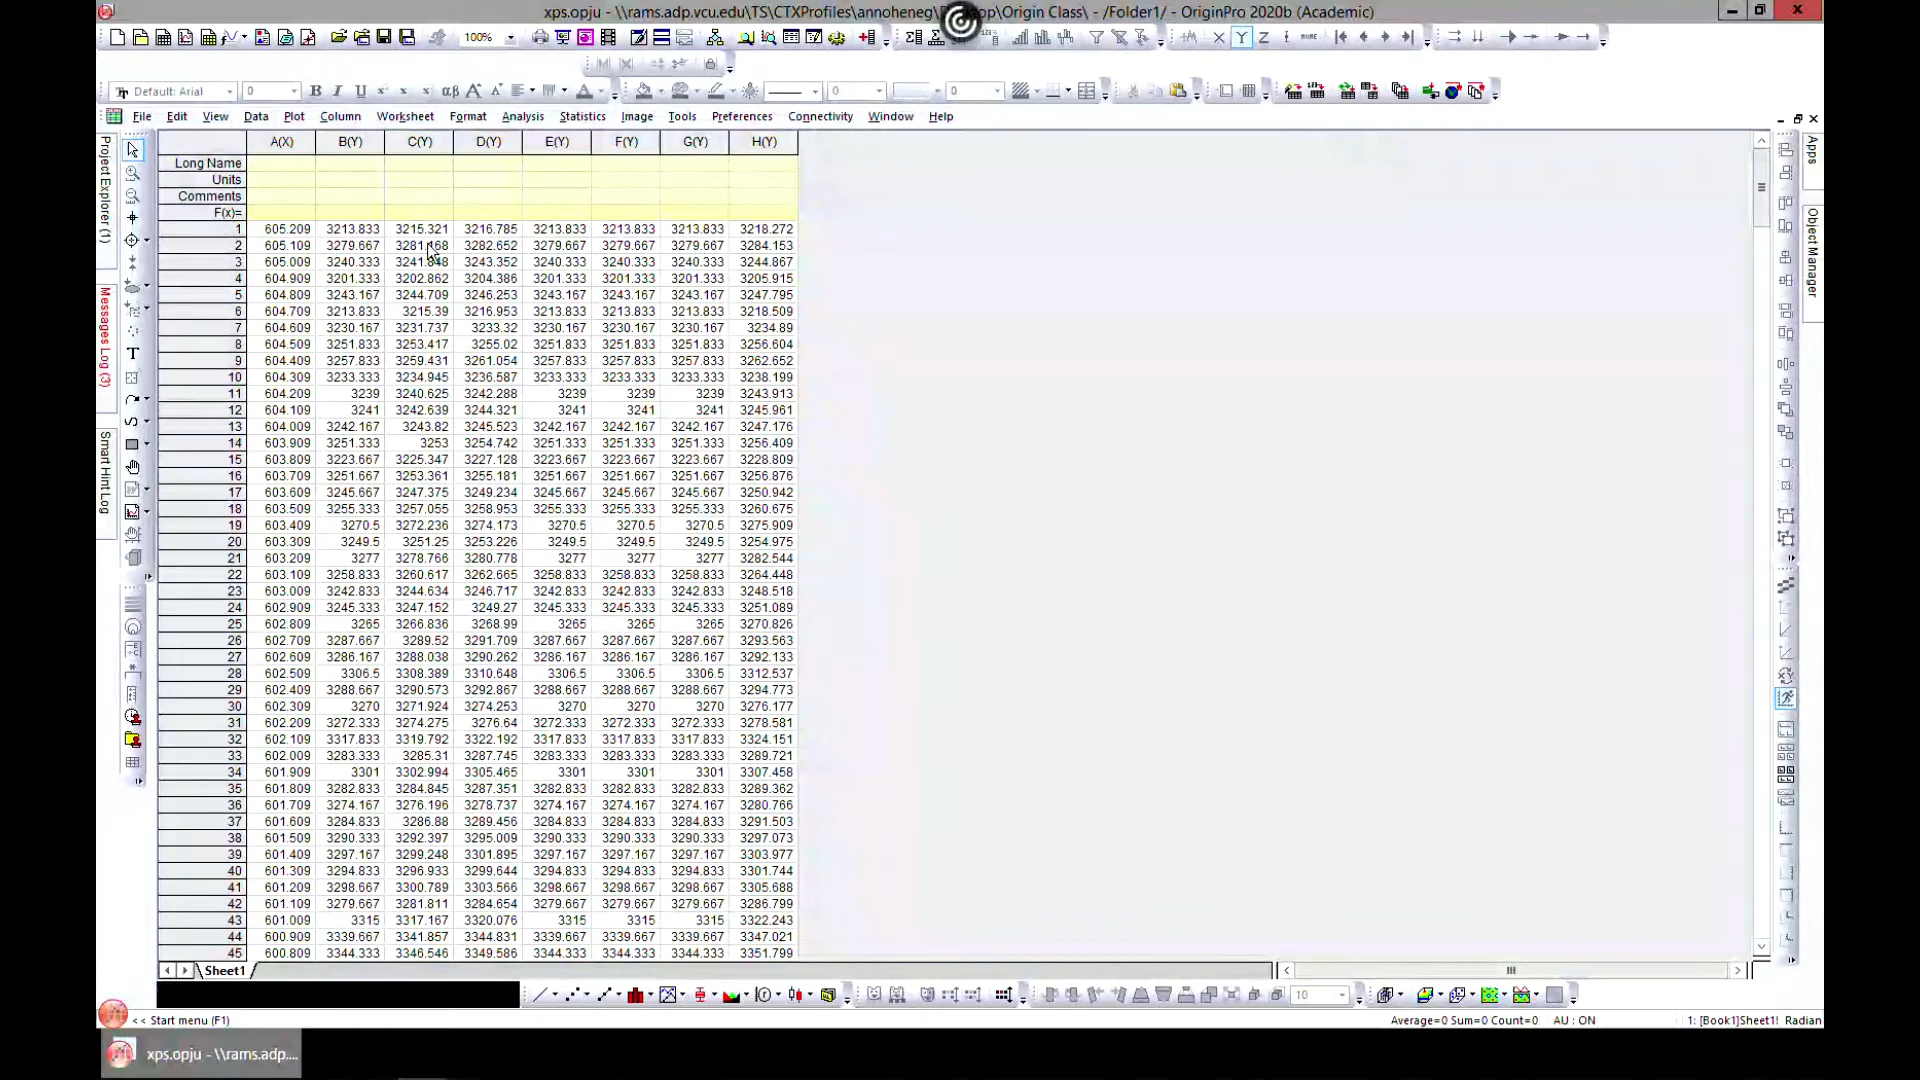 xps.opju - \\rams.adp.vcu.edu\TS\CTXProfiles\annoheneg\ top\Origin Class\ - /Folder1/ - OriginPro 2020b (Academic)
100%
Default: Arial 0 B I U αβ A 0 0
File Edit View Data Plot Column Worksheet Format Analysis Statistics Image Tools Preferences Connectivity Window Help
Project Explorer (1)
Messages Log (3)
Smart Hint Log
Apps
Object Manager
A(X) B(Y) C(Y) D(Y) E(Y) F(Y) G(Y) H(Y)
Long Name
Units
Comments
F(x)=
1 605.209 3213.833 3215.321 3216.785 3213.833 3213.833 3213.833 3218.272
2 605.109 3279.667 3282.652 3279.667 3279.667 3279.667 3284.153
3 605.009 3240.333 3243.352 3240.333 3240.333 3240.333 3244.867
4 604.909 3201.333 3202.862 3204.386 3201.333 3201.333 3201.333 3205.915
5 604.809 3243.167 3244.709 3246.253 3243.167 3243.167 3243.167 3247.795
6 604.709 3213.833 3215.39 3216.953 3213.833 3213.833 3213.833 3218.509
7 604.609 3230.167 3231.737 3233.32 3230.167 3230.167 3230.167 3234.89
8 604.509 3251.833 3253.417 3255.02 3251.833 3251.833 3251.833 3256.604
9 604.409 3257.833 3259.431 3261.054 3257.833 3257.833 3257.833 3262.652
10 604.309 3233.333 3234.945 3236.587 3233.333 3233.333 3233.333 3238.199
11 604.209 3239 3240.625 3242.288 3239 3239 3239 3243.913
12 604.109 3241 3242.639 3244.321 3241 3241 3241 3245.961
13 604.009 3242.167 3243.82 3245.523 3242.167 3242.167 3242.167 3247.176
14 603.909 3251.333 3253 3254.742 3251.333 3251.333 3251.333 3256.409
15 603.809 3223.667 3225.347 3227.128 3223.667 3223.667 3223.667 3228.809
16 603.709 3251.667 3253.361 3255.181 3251.667 3251.667 3251.667 3256.876
17 603.609 3245.667 3247.375 3249.234 3245.667 3245.667 3245.667 3250.942
18 603.509 3255.333 3257.055 3258.953 3255.333 3255.333 3255.333 3260.675
19 603.409 3270.5 3272.236 3274.173 3270.5 3270.5 3270.5 3275.909
20 603.309 3249.5 3251.25 3253.226 3249.5 3249.5 3249.5 3254.975
21 603.209 3277 3278.766 3280.778 3277 3277 3277 3282.544
22 603.109 3258.833 3260.617 3262.665 3258.833 3258.833 3258.833 3264.448
23 603.009 3242.833 3244.634 3246.717 3242.833 3242.833 3242.833 3248.518
24 602.909 3245.333 3247.152 3249.27 3245.333 3245.333 3245.333 3251.089
25 602.809 3265 3266.836 3268.99 3265 3265 3265 3270.826
26 602.709 3287.667 3289.52 3291.709 3287.667 3287.667 3287.667 3293.563
27 602.609 3286.167 3288.038 3290.262 3286.167 3286.167 3286.167 3292.133
28 602.509 3306.5 3308.389 3310.648 3306.5 3306.5 3306.5 3312.537
29 602.409 3288.667 3290.573 3292.867 3288.667 3288.667 3288.667 3294.773
30 602.309 3270 3271.924 3274.253 3270 3270 3270 3276.177
31 602.209 3272.333 3274.275 3276.64 3272.333 3272.333 3272.333 3278.581
32 602.109 3317.833 3319.792 3322.192 3317.833 3317.833 3317.833 3324.151
33 602.009 3283.333 3285.31 3287.745 3283.333 3283.333 3283.333 3289.721
34 601.909 3301 3302.994 3305.465 3301 3301 3301 3307.458
35 601.809 3282.833 3284.845 3287.351 3282.833 3282.833 3282.833 3289.362
36 601.709 3274.167 3276.196 3278.737 3274.167 3274.167 3274.167 3280.766
37 601.609 3284.833 3286.88 3289.456 3284.833 3284.833 3284.833 3291.503
38 601.509 3290.333 3292.397 3295.009 3290.333 3290.333 3290.333 3297.073
39 601.409 3297.167 3299.248 3301.895 3297.167 3297.167 3297.167 3303.977
40 601.309 3294.833 3296.933 3299.644 3294.833 3294.833 3294.833 3301.744
41 601.209 3298.667 3300.789 3303.566 3298.667 3298.667 3298.667 3305.688
42 601.109 3279.667 3281.811 3284.654 3279.667 3279.667 3279.667 3286.799
43 601.009 3315 3317.167 3320.076 3315 3315 3315 3322.243
44 600.909 3339.667 3341.857 3344.831 3339.667 3339.667 3339.667 3347.021
45 600.809 3344.333 3346.546 3349.586 3344.333 3344.333 3344.333 3351.799
Sheet1
10
<< Start menu (F1) Average=0 Sum=0 Count=0 AU : ON 1: [Book1]Sheet1! Radian
xps.opju - \\rams.adp....